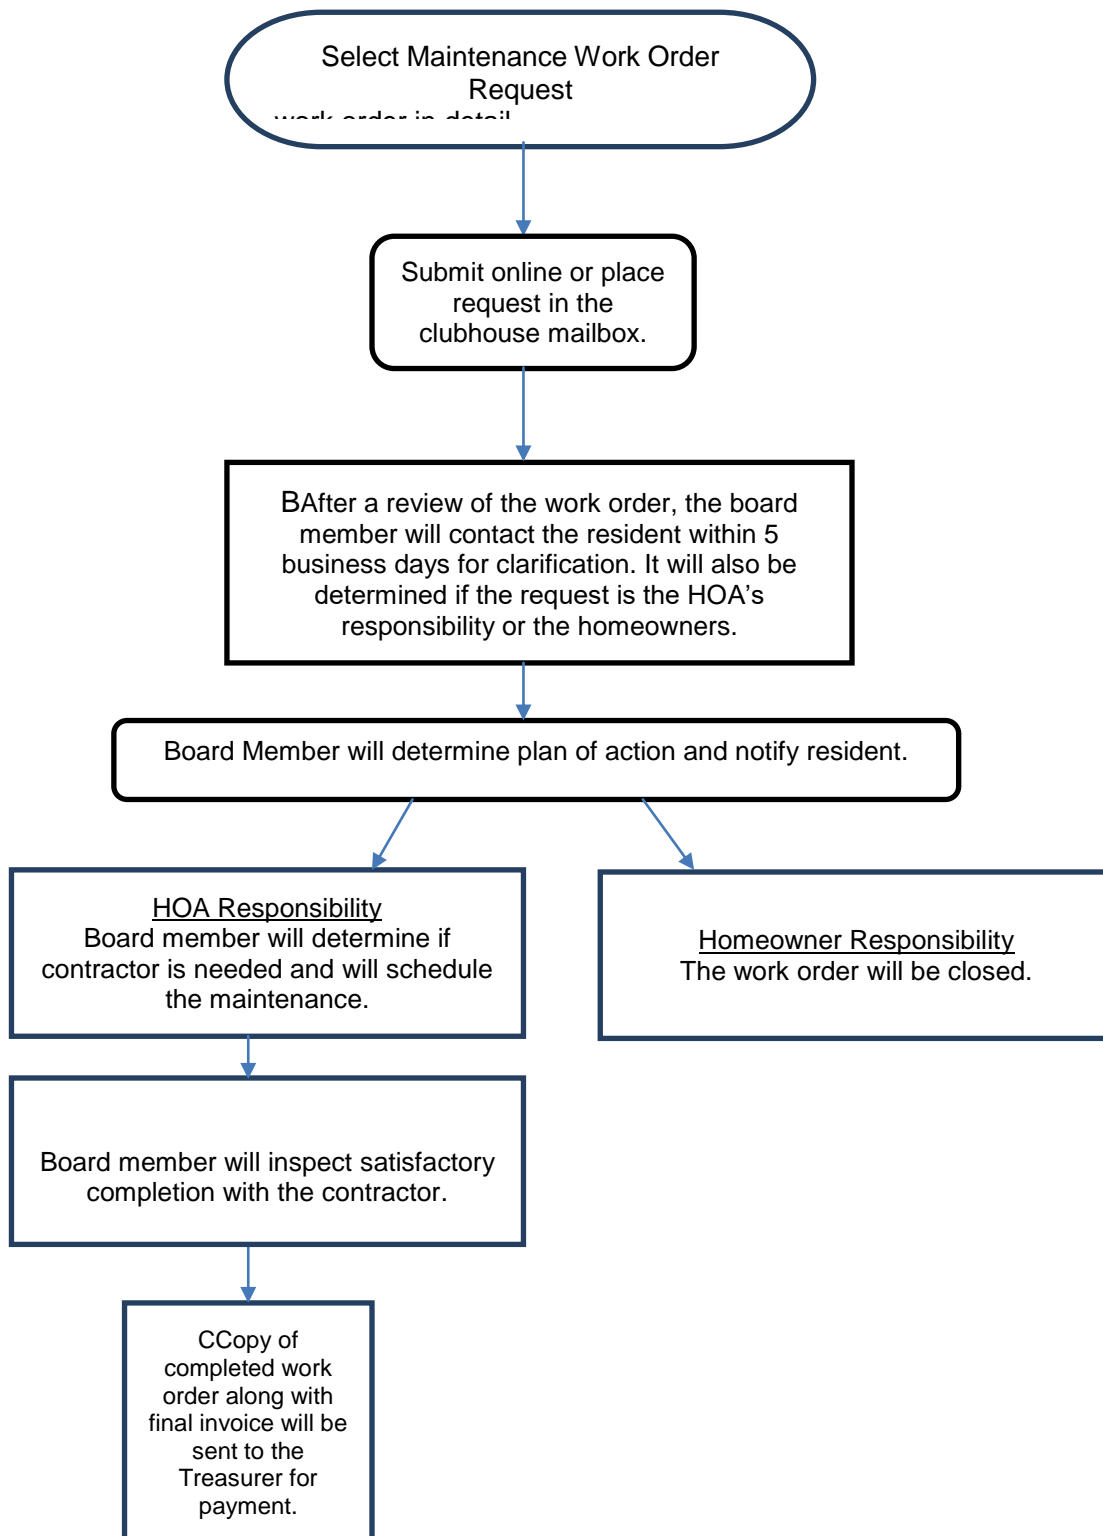 Select Maintenance Work Order
Request
work order in detail
Submit online or place
request in the
clubhouse mailbox.
BAfter a review of the work order, the board
member will contact the resident within 5
business days for clarification. It will also be
determined if the request is the HOA’s
responsibility or the homeowners.
Board Member will determine plan of action and notify resident.
HOA Responsibility
Board member will determine if
contractor is needed and will schedule
the maintenance.
Homeowner Responsibility
The work order will be closed.
Board member will inspect satisfactory
completion with the contractor.
CCopy of
completed work
order along with
final invoice will be
sent to the
Treasurer for
payment.